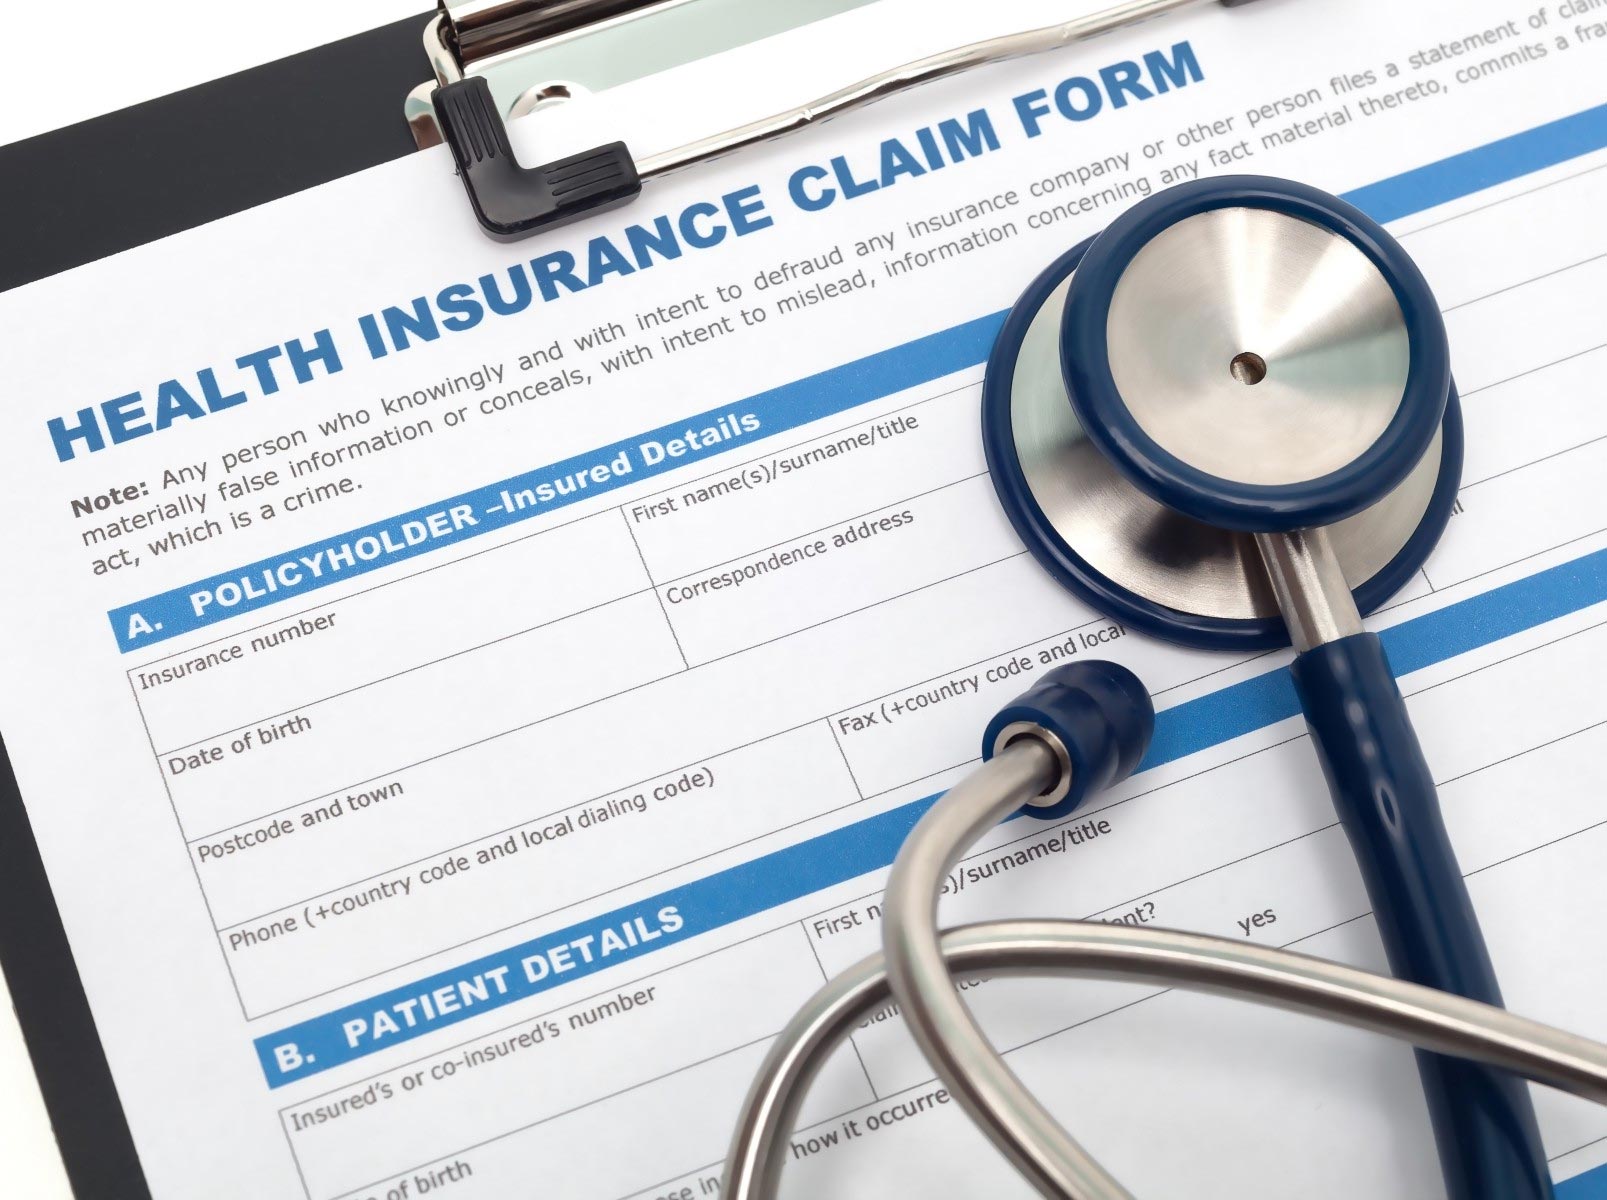 HEALTH INSURANCE CLAIM FORM
Note: Any person who knowingly and with intent to defraud any insurance company or other person files a statement of
materially false information or conceals, with intent to mislead, information concerning any fact material thereto, commits a
act, which is a crime.
A. POLICYHOLDER –Insured Details
Insurance number
First name(s)/surname/title
Date of birth
Correspondence address
Postcode and town
Phone (+country code and local dialing code)
Fax (+country code and local
B. PATIENT DETAILS
Insured's or co-insured's number
First )/surname/title
of birth
yes
how it occurre